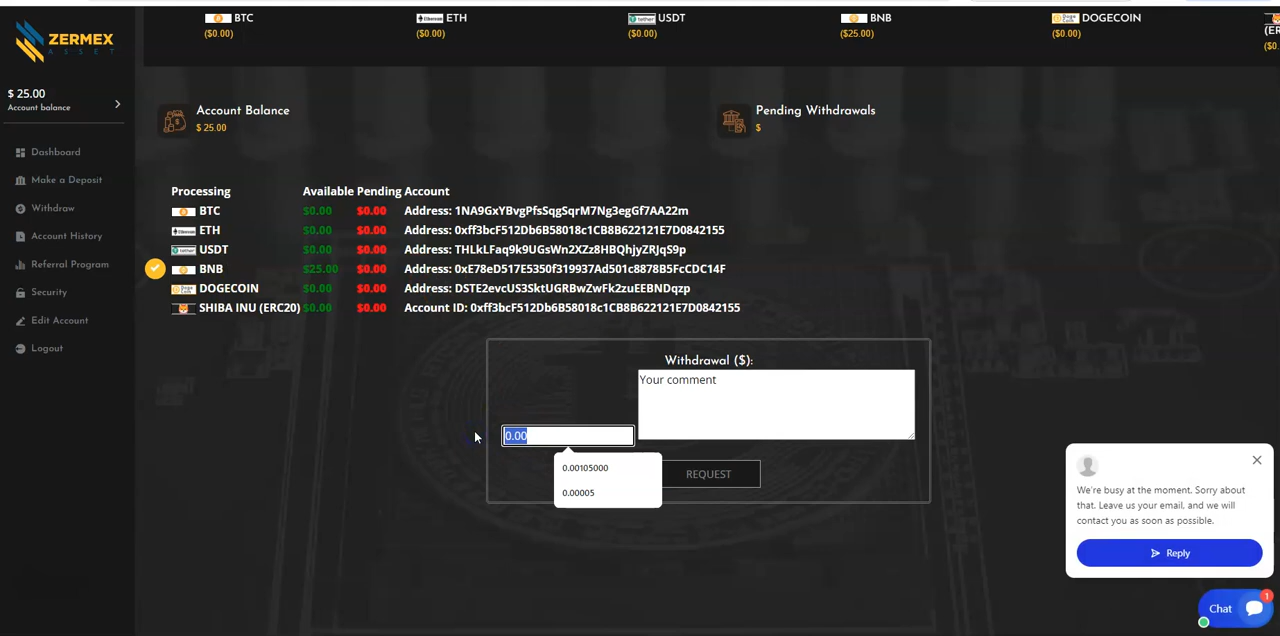 BTC ETH USDT BNB DOGECOIN
($0.00) ($0.00) ($0.00) ($25.00) ($0.00)
ZERMEX
ASSET
$ 25.00
Account balance
Dashboard
Make a Deposit
Withdraw
Account History
Referral Program
Security
Edit Account
Logout
Account Balance
$ 25.00
Pending Withdrawals
$
Processing Available Pending Account
BTC $0.00 $0.00 Address: 1NA9GxYBvgPfsSqgSqrM7Ng3egGf7AA22m
ETH $0.00 $0.00 Address: 0xff3bcF512Db6B58018c1CB8B622121E7D0842155
USDT $0.00 $0.00 Address: THLkLFaq9k9UGsWn2XZz8HBQhjyZRJqS9p
BNB $25.00 $0.00 Address: 0xE78eD517E5350f319937Ad501c8878B5FcCDC14F
DOGECOIN $0.00 $0.00 Address: DSTE2evcUS3SktUGRBwZwFk2zuEEBNDqzp
SHIBA INU (ERC20) $0.00 $0.00 Account ID: 0xff3bcF512Db6B58018c1CB8B622121E7D0842155
Withdrawal ($):
Your comment
0.00
0.00105000
0.00005
REQUEST
We're busy at the moment. Sorry about
that. Leave us your email, and we will
contact you as soon as possible.
Reply
Chat
1